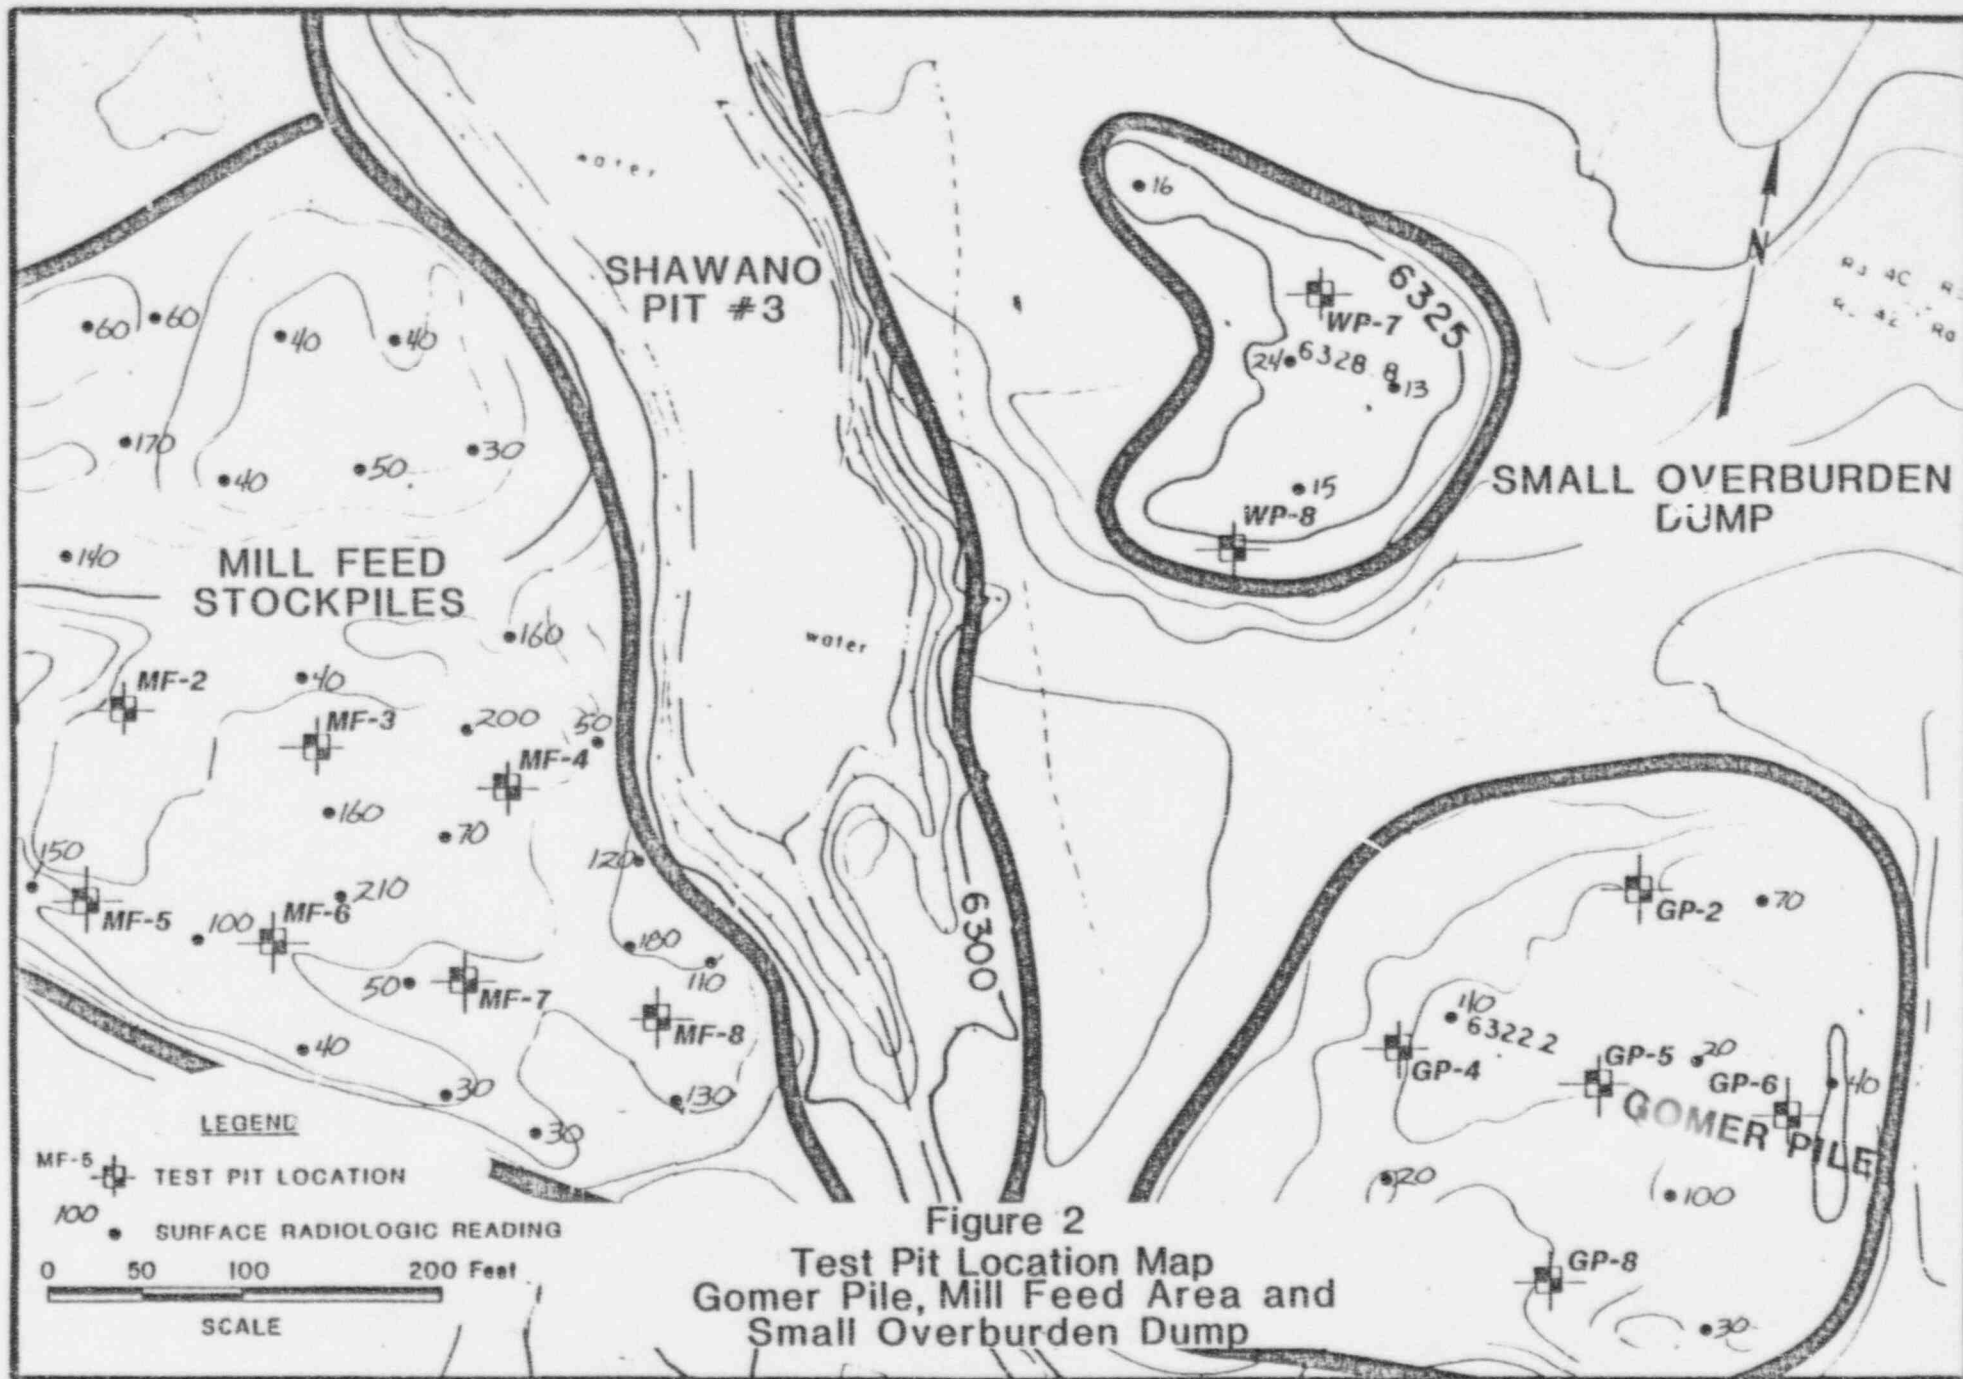 water
SHAWANO
PIT #3
16
6325
WP-7
24
6328.8
13
15
WP-8
N
SMALL OVERBURDEN
DUMP
60
60
40
40
170
40
50
30
140
MILL FEED
STOCKPILES
160
water
MF-2
40
MF-3
200
50
MF-4
160
70
150
120
MF-5
100
MF-6
210
180
110
50
MF-7
MF-8
40
30
130
30
6300
GP-2
70
110
6322 2
GP-4
GP-5
20
GP-6
40
GOMER PILE
20
100
GP-8
30
LEGEND
MF-5 TEST PIT LOCATION
100 SURFACE RADIOLOGIC READING
0 50 100 200 Feet
SCALE
Figure 2
Test Pit Location Map
Gomer Pile, Mill Feed Area and
Small Overburden Dump